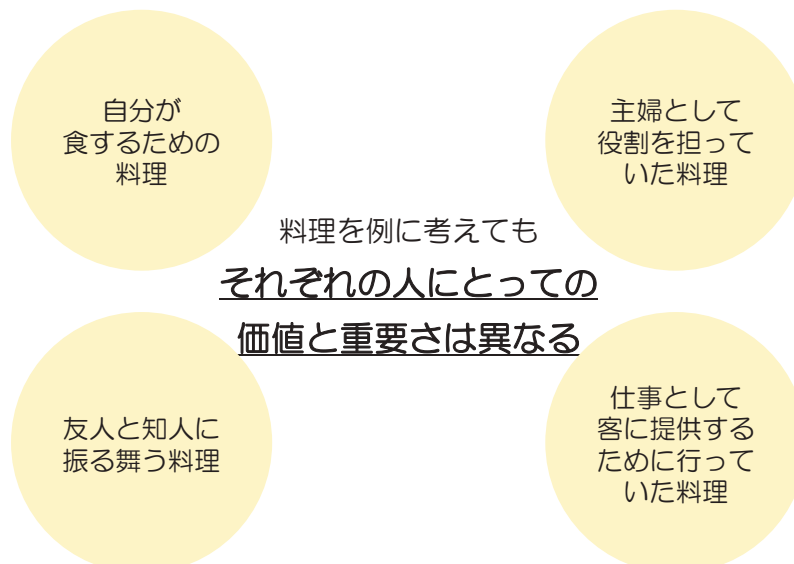 自分が
食するための
料理
主婦として
役割を担って
いた料理
料理を例に考えても
それぞれの人にとっての
価値と重要さは異なる
友人と知人に
振る舞う料理
仕事として
客に提供する
ために行って
いた料理